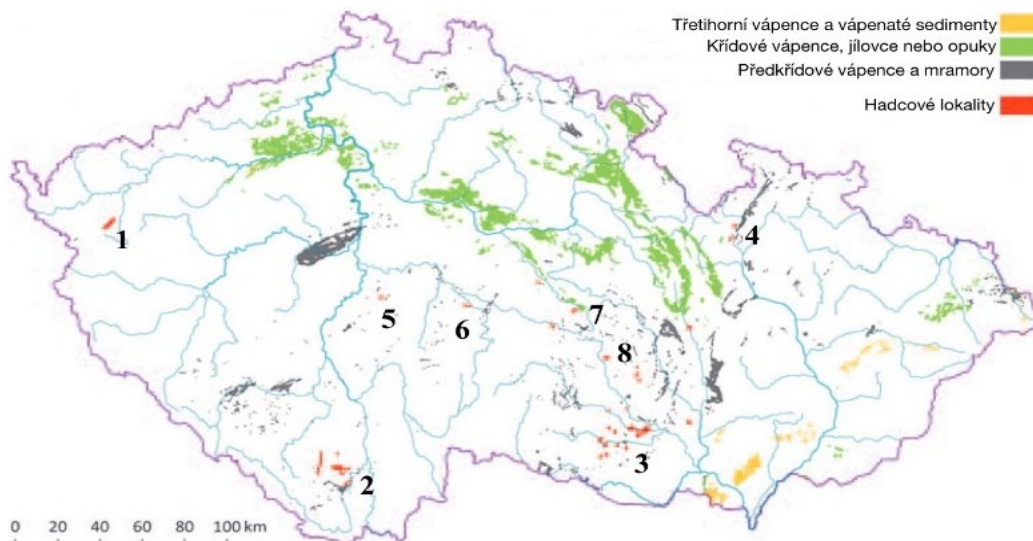 Třetihorní vápence a vápenaté sedimenty
Křídové vápence, jílovce nebo opuky
Předkřídové vápence a mramory
Hadcové lokality
1
4
5
6
7
8
3
2
0 20 40 60 80 100 km